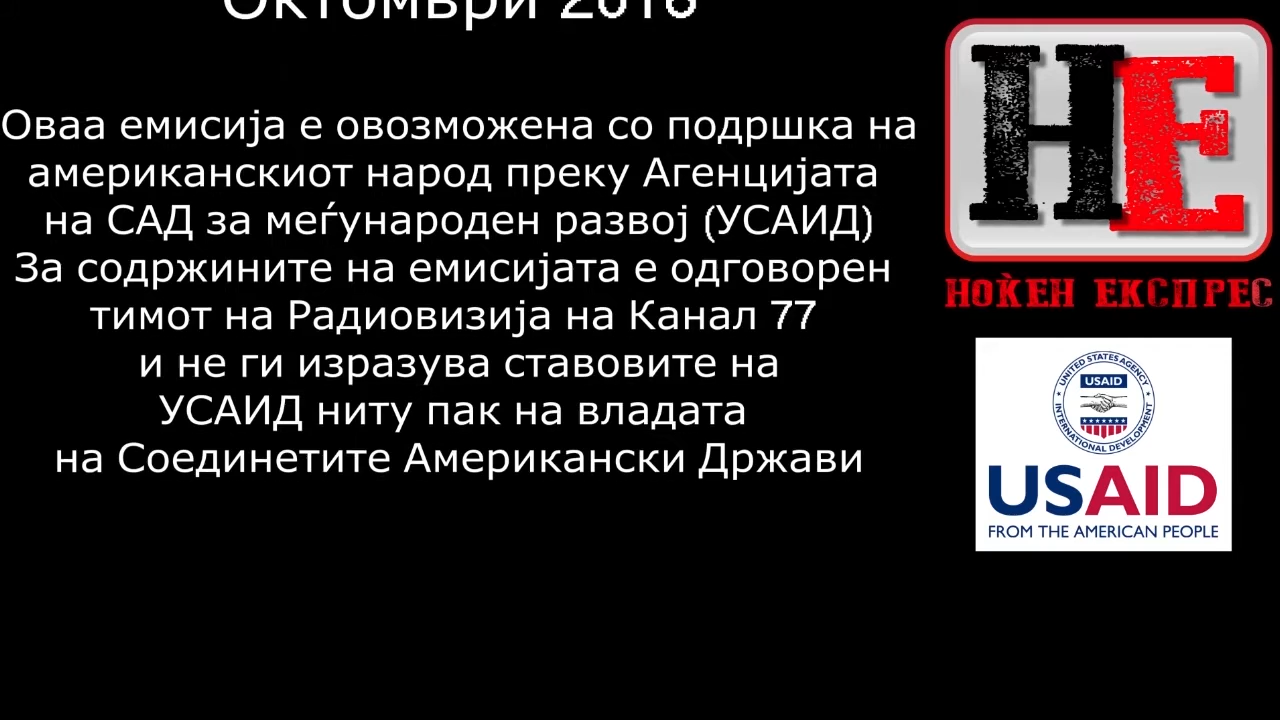 Октомври 2016
Оваа емисија е овозможена со подршка на
американскиот народ преку Агенцијата
на САД за меѓународен развој (УСАИД)
За содржините на емисијата е одговорен
тимот на Радиовизија на Канал 77
и не ги изразува ставовите на
УСАИД ниту пак на владата
на Соединетите Американски Држави
НЕ
НОЌЕН ЕКСПРЕС
UNITED STATES AGENCY
USAID
INTERNATIONAL DEVELOPMENT
USAID
FROM THE AMERICAN PEOPLE